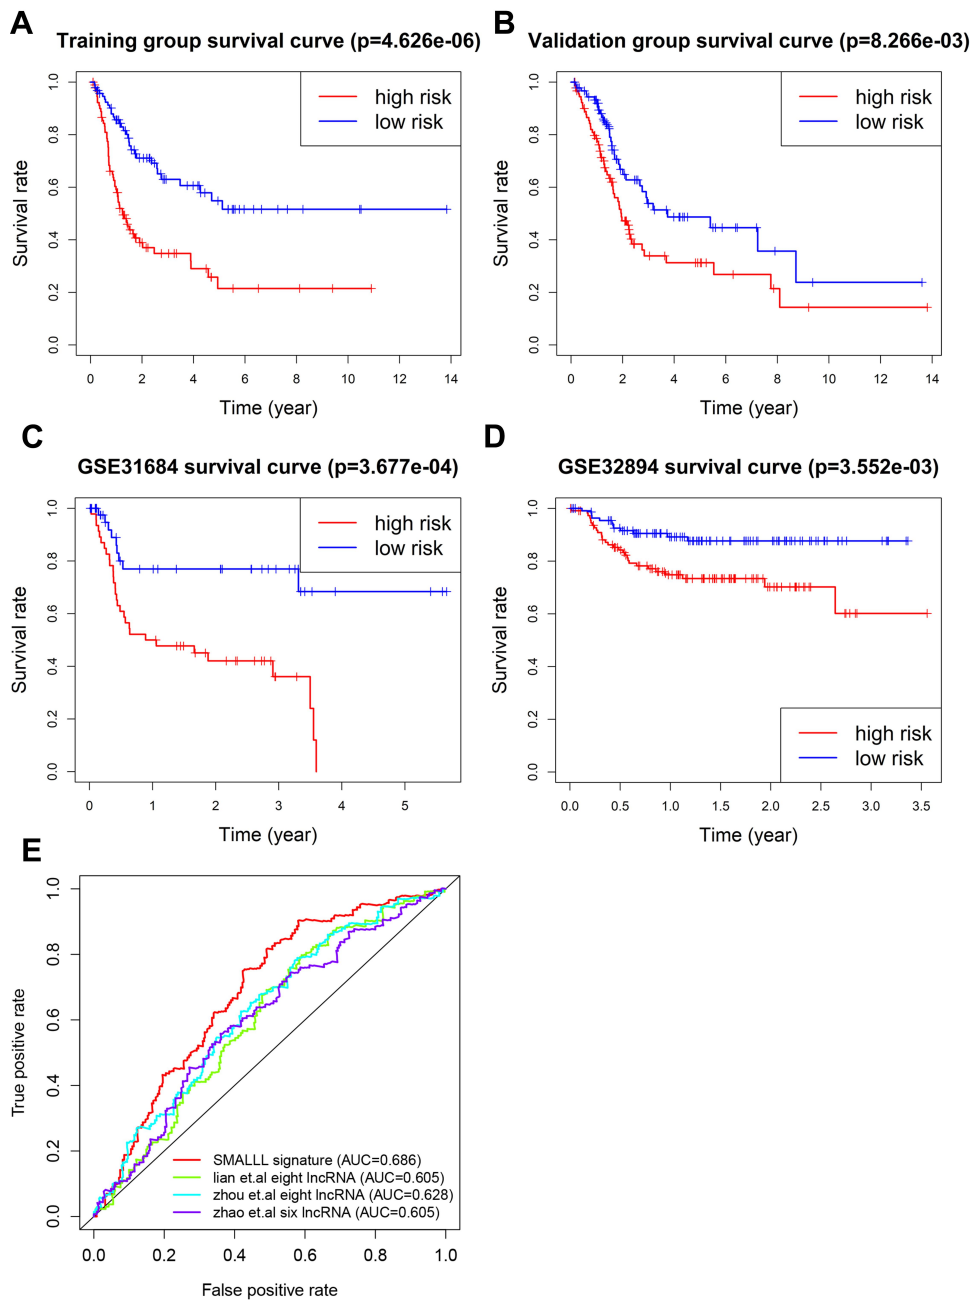 A
Training group survival curve (p=4.626e-06)
high risk
low risk
Survival rate
0.0
0.2
0.4
0.6
0.8
1.0
0 2 4 6 8 10 12 14
Time (year)
B
Validation group survival curve (p=8.266e-03)
high risk
low risk
Survival rate
0.0
0.2
0.4
0.6
0.8
1.0
0 2 4 6 8 10 12 14
Time (year)
C
GSE31684 survival curve (p=3.677e-04)
high risk
low risk
Survival rate
0.0
0.2
0.4
0.6
0.8
1.0
0 1 2 3 4 5
Time (year)
D
GSE32894 survival curve (p=3.552e-03)
high risk
low risk
Survival rate
0.0
0.2
0.4
0.6
0.8
1.0
0.0 0.5 1.0 1.5 2.0 2.5 3.0 3.5
Time (year)
E
True positive rate
0.0
0.2
0.4
0.6
0.8
1.0
SMALLL signature (AUC=0.686)
lian et.al eight lncRNA (AUC=0.605)
zhou et.al eight lncRNA (AUC=0.628)
zhao et.al six lncRNA (AUC=0.605)
0.0 0.2 0.4 0.6 0.8 1.0
False positive rate